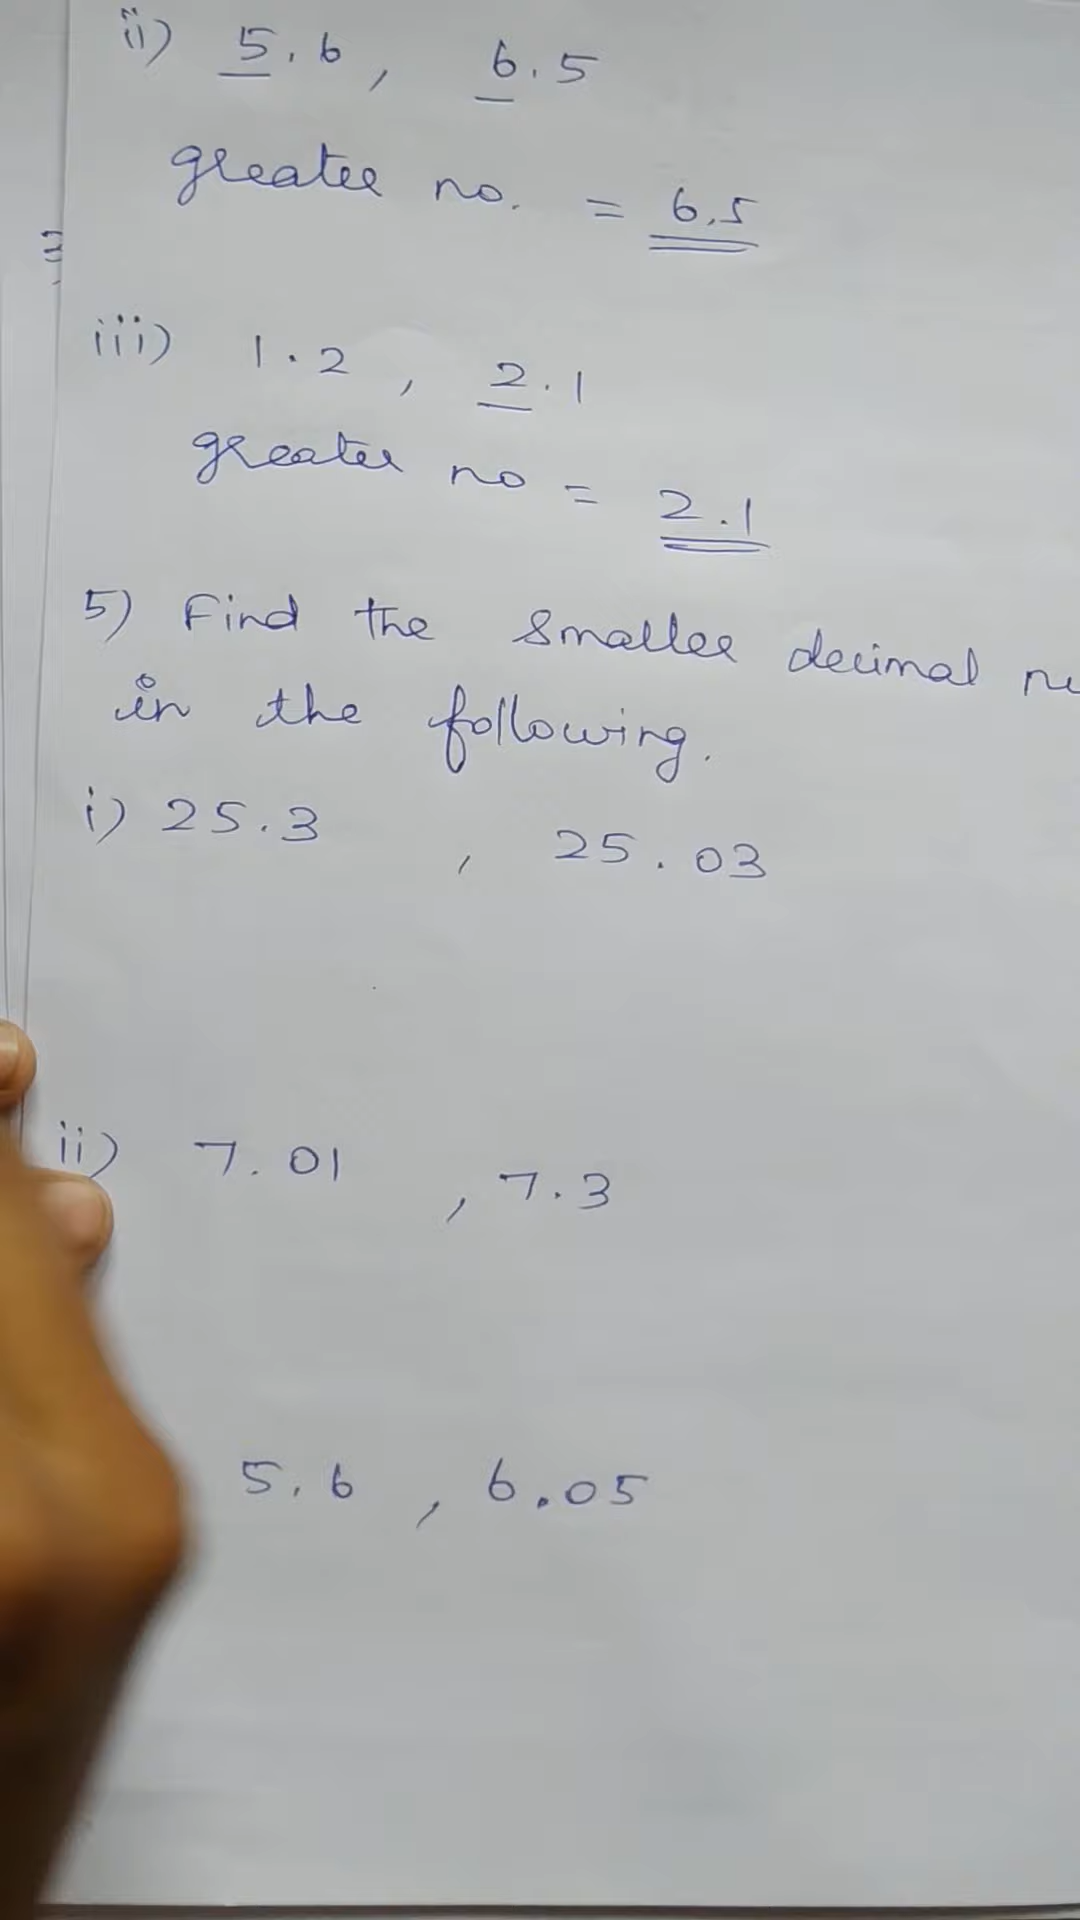 ii) 5.6, 6.5
greater no. = 6.5
iii) 1.2, 2.1
greater no = 2.1
5) Find the smaller decimal nu
in the following.
i) 25.3, 25.03
ii) 7.01, 7.3
5.6, 6.05